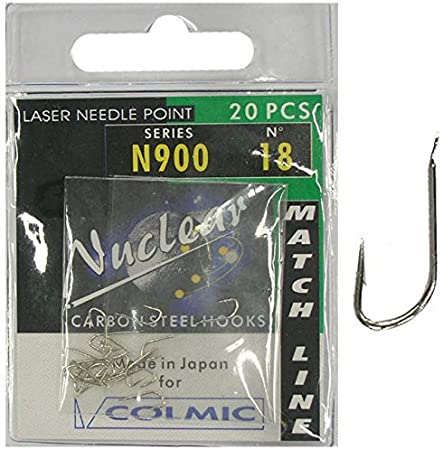 LASER NEEDLE POINT
20 PCS
SERIES
N°
N900
18
Nuclear
CARBON STEEL HOOKS
Made in Japan
for
COLMIC
MATCH LINE